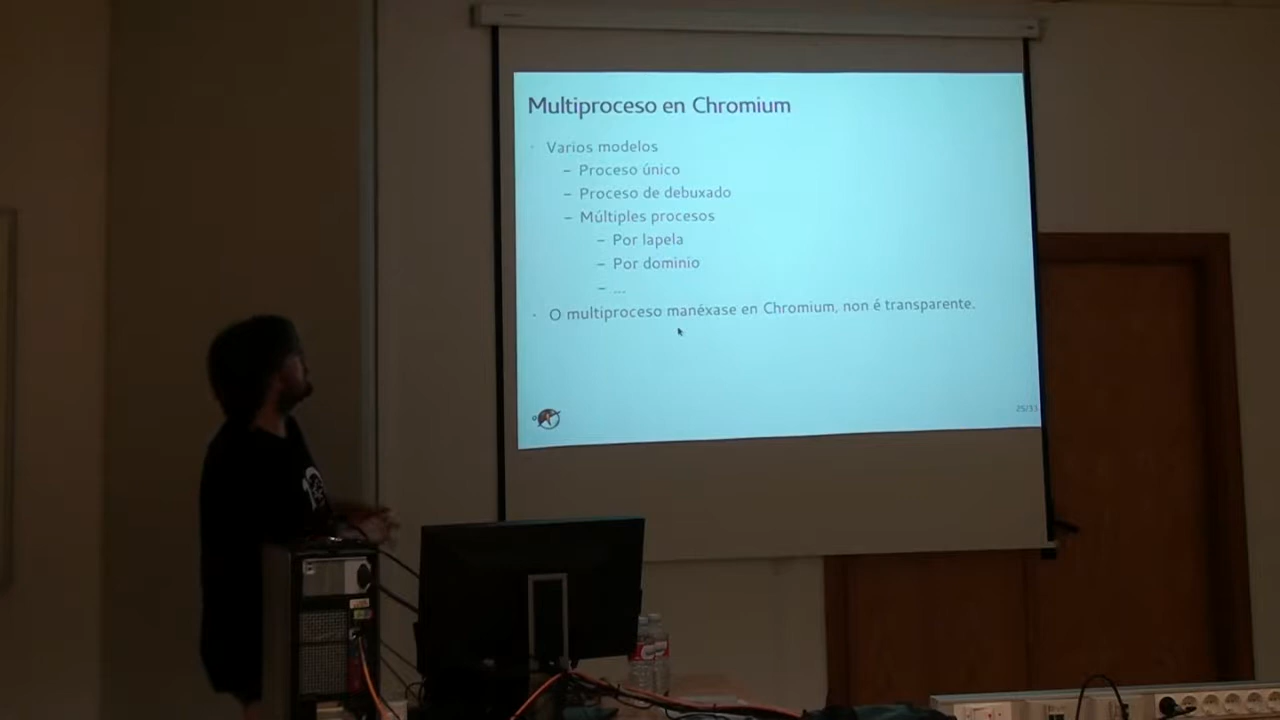 Multiproceso en Chromium
· Varios modelos
– Proceso único
– Proceso de debuxado
– Múltiples procesos
– Por lapela
– Por dominio
– ...
· O multiproceso manéxase en Chromium, non é transparente.